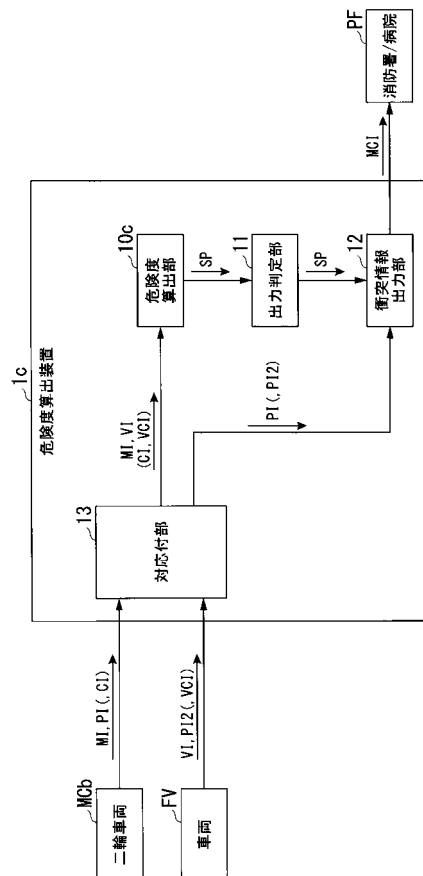 1c
危険度算出装置
MCb
二輪車両
MI,PI(,CI)
FV
車両
VI,PI2(,VCI)
13
対応付部
MI,VI
(CI,VCI)
PI(,PI2)
10c
危険度
算出部
SP
11
出力判定部
SP
12
衝突情報
出力部
MCI
PF
消防署/病院